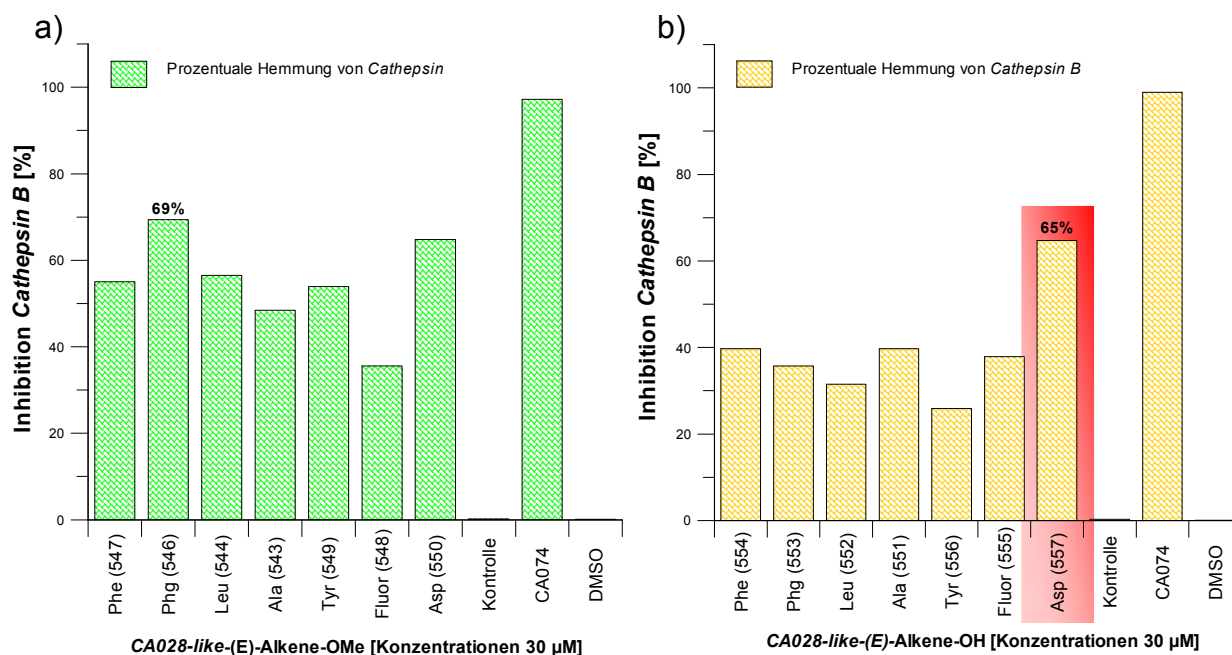 a)
Prozentuale Hemmung von Cathepsin
Inhibition Cathepsin B [%]
100
80
60
40
20
0
69%
Phe (547)
Phg (546)
Leu (544)
Ala (543)
Tyr (549)
Fluor (548)
Asp (550)
Kontrolle
CA074
DMSO
CA028-like-(E)-Alkene-OMe [Konzentrationen 30 µM]
b)
Prozentuale Hemmung von Cathepsin B
Inhibition Cathepsin B [%]
100
80
60
40
20
0
65%
Phe (554)
Phg (553)
Leu (552)
Ala (551)
Tyr (556)
Fluor (555)
Asp (557)
Kontrolle
CA074
DMSO
CA028-like-(E)-Alkene-OH [Konzentrationen 30 µM]